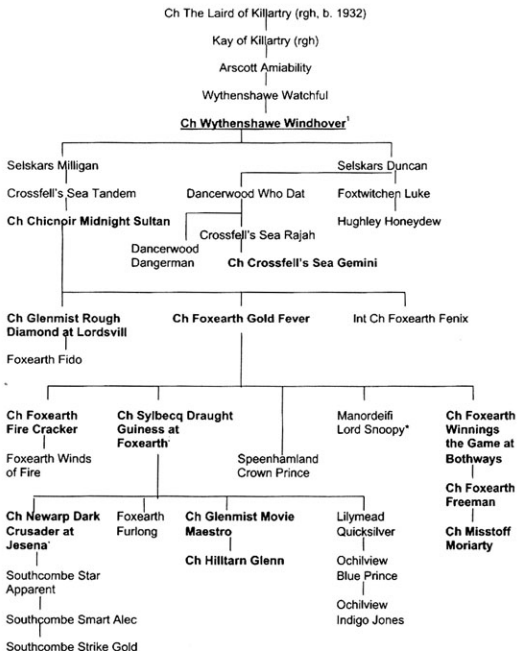 Ch The Laird of Killartry (rgh, b. 1932)
Kay of Killartry (rgh)
Arscott Amiability
Wythenshawe Watchful
Ch Wythenshawe Windhover¹
Selskars Milligan
Selskars Duncan
Crossfell's Sea Tandem
Dancerwood Who Dat
Foxtwitchen Luke
Ch Chicnoir Midnight Sultan
Hughley Honeydew
Crossfell's Sea Rajah
Dancerwood
Dangerman
Ch Crossfell's Sea Gemini
Ch Glenmist Rough
Diamond at Lordsvill
Ch Foxearth Gold Fever
Int Ch Foxearth Fenix
Foxearth Fido
Ch Foxearth
Fire Cracker
Foxearth Winds
of Fire
Ch Sylbecq Draught
Guiness at
Foxearth
Speenhamland
Crown Prince
Manordeifi
Lord Snoopy*
Ch Foxearth
Winnings
the Game at
Bothways
Ch Foxearth
Freeman
Ch Misstoff
Moriarty
Ch Newarp Dark
Crusader at
Jesena
Southcombe Star
Apparent
Southcombe Smart Alec
Southcombe Strike Gold
Foxearth
Furlong
Ch Glenmist Movie
Maestro
Ch Hilltarn Glenn
Lilymead
Quicksilver
Ochilview
Blue Prince
Ochilview
Indigo Jones